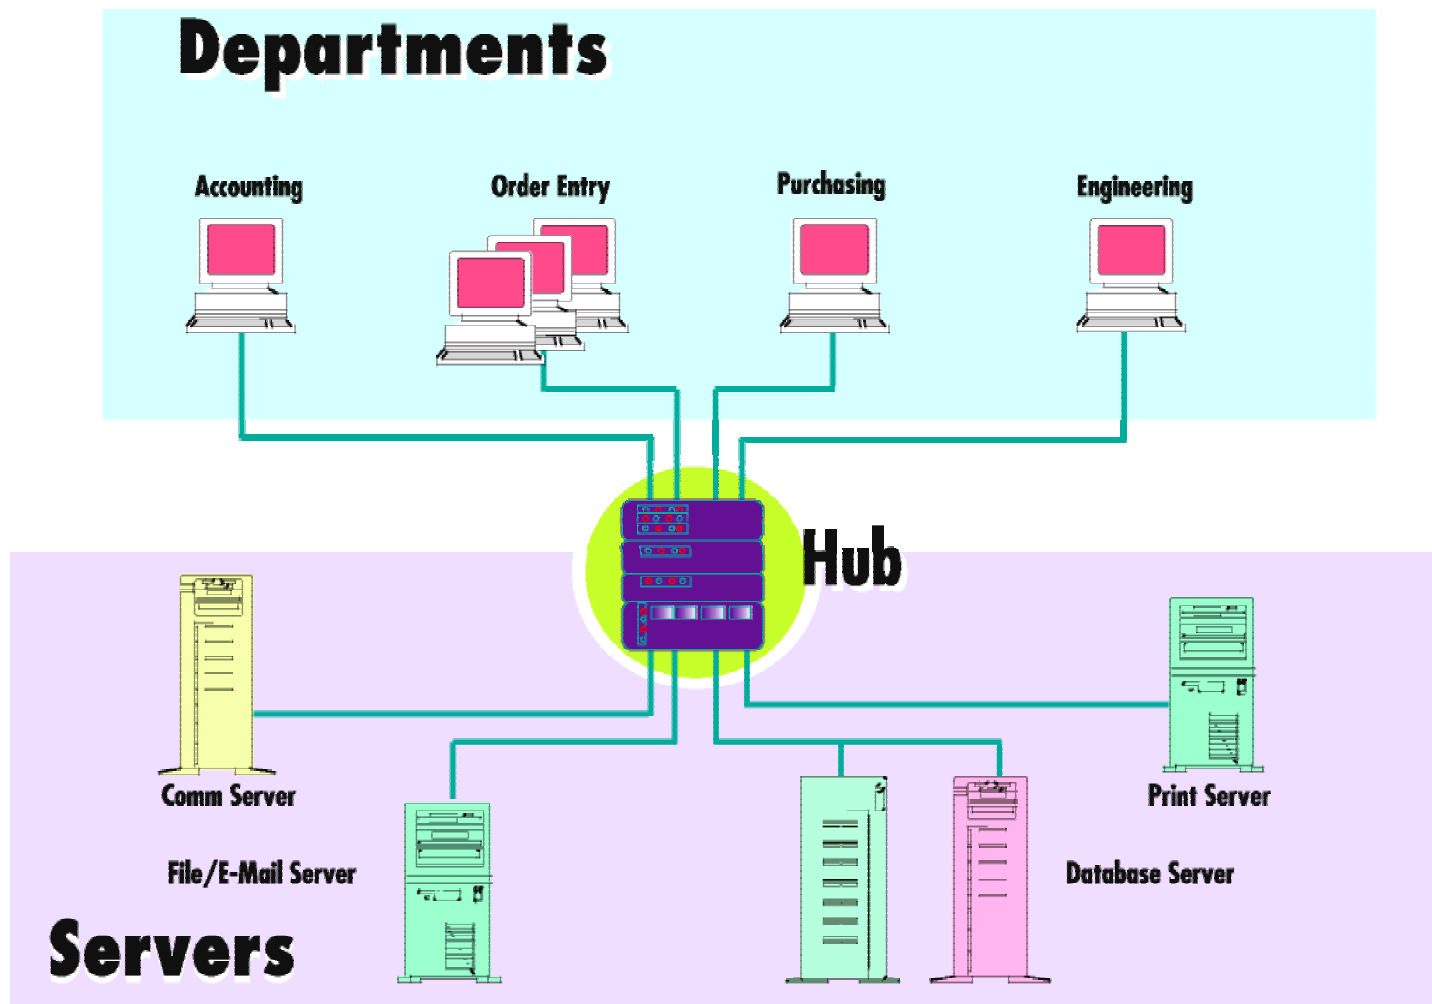 Departments
Accounting
Order Entry
Purchasing
Engineering
Hub
Comm Server
Print Server
File/E-Mail Server
Database Server
Servers